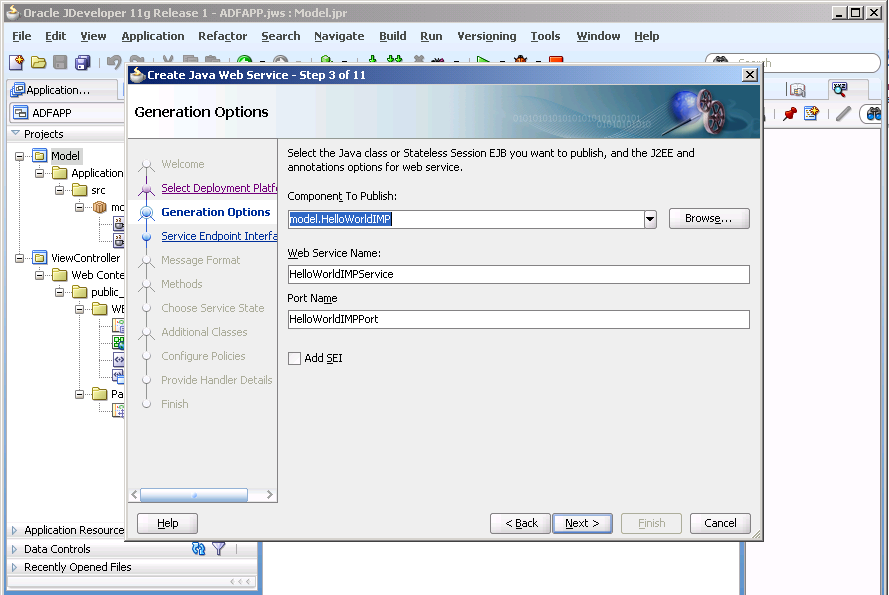 Oracle JDeveloper 11g Release 1 - ADFAPP.jws : Model.jpr
File Edit View Application Refactor Search Navigate Build Run Versioning Tools Window Help
Search
Application...
ADFAPP
Projects
Model
Application
src
mo
ViewController
Web Conte
public_
WE
Pa
Application Resource
Data Controls
Recently Opened Files
Create Java Web Service - Step 3 of 11
Generation Options
010101010101010101010101
0101010101
Welcome
Select Deployment Platfo
Generation Options
Service Endpoint Interfa
Message Format
Methods
Choose Service State
Additional Classes
Configure Policies
Provide Handler Details
Finish
Select the Java class or Stateless Session EJB you want to publish, and the J2EE and
annotations options for web service.
Component To Publish:
model.HelloWorldIMP
Browse...
Web Service Name:
HelloWorldIMPService
Port Name
HelloWorldIMPPort
Add SEI
Help
< Back
Next >
Finish
Cancel